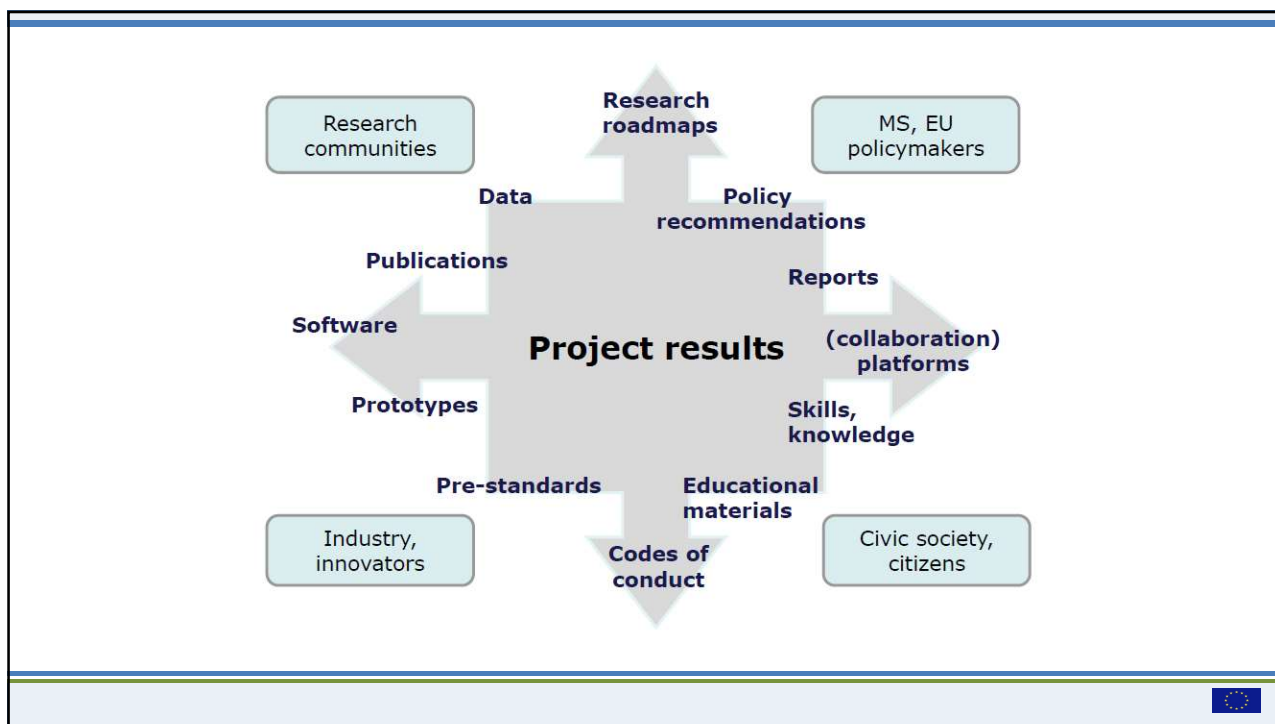 Research
roadmaps
Research
communities
MS, EU
policymakers
Data
Policy
recommendations
Publications
Reports
Software
Project results
(collaboration)
platforms
Prototypes
Skills,
knowledge
Pre-standards
Educational
materials
Industry,
innovators
Codes of
conduct
Civic society,
citizens